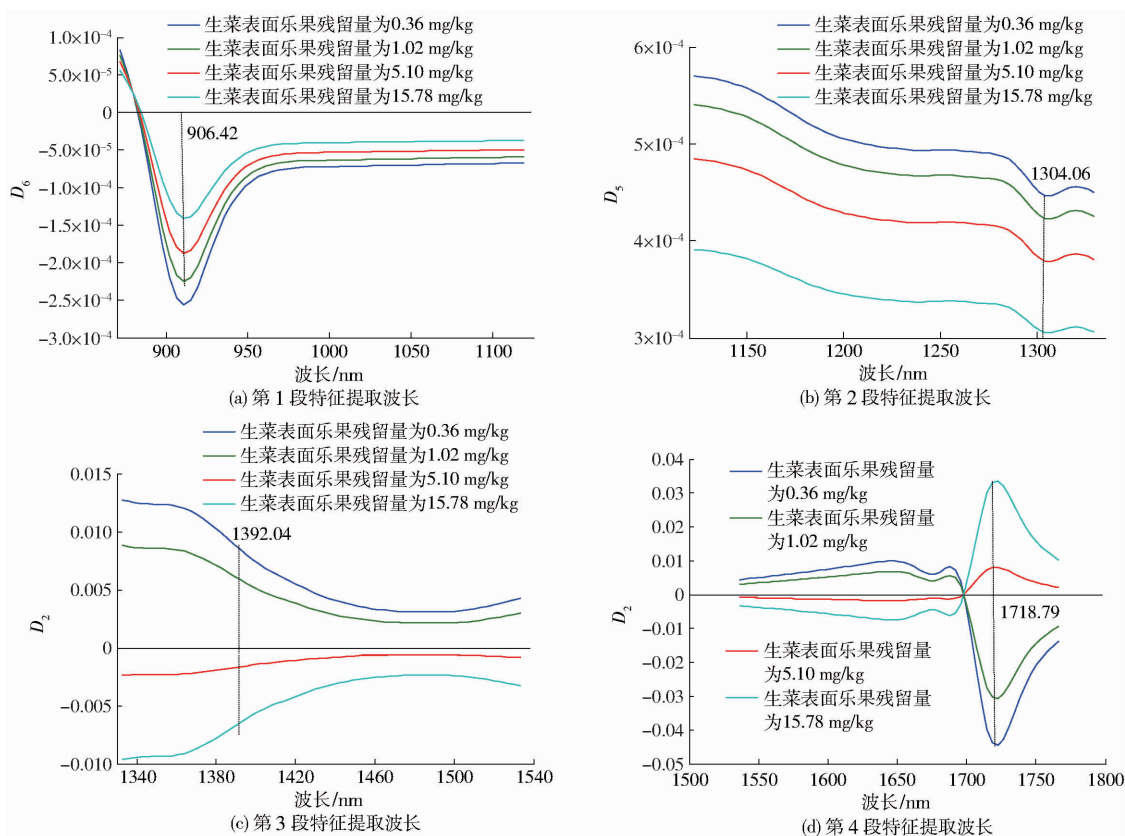 生菜表面乐果残留量为0.36 mg/kg
生菜表面乐果残留量为1.02 mg/kg
生菜表面乐果残留量为5.10 mg/kg
生菜表面乐果残留量为15.78 mg/kg
1.0×10⁻⁴
5.0×10⁻⁵
0
−5.0×10⁻⁵
−1.0×10⁻⁴
−1.5×10⁻⁴
−2.0×10⁻⁴
−2.5×10⁻⁴
−3.0×10⁻⁴
D₆
906.42
900 950 1000 1050 1100
波长/nm
(a) 第1段特征提取波长
生菜表面乐果残留量为0.36 mg/kg
生菜表面乐果残留量为1.02 mg/kg
生菜表面乐果残留量为5.10 mg/kg
生菜表面乐果残留量为15.78 mg/kg
6×10⁻⁴
5×10⁻⁴
4×10⁻⁴
3×10⁻⁴
D₅
1304.06
1150 1200 1250 1300
波长/nm
(b) 第2段特征提取波长
生菜表面乐果残留量为0.36 mg/kg
生菜表面乐果残留量为1.02 mg/kg
生菜表面乐果残留量为5.10 mg/kg
生菜表面乐果残留量为15.78 mg/kg
0.015
0.010
0.005
0
−0.005
−0.010
D₂
1392.04
1340 1380 1420 1460 1500 1540
波长/nm
(c) 第3段特征提取波长
生菜表面乐果残留量
为0.36 mg/kg
生菜表面乐果残留量
为1.02 mg/kg
0.04
0.03
0.02
0.01
0
−0.01
−0.02
−0.03
−0.04
−0.05
D₂
1718.79
生菜表面乐果残留量
为5.10 mg/kg
生菜表面乐果残留量
为15.78 mg/kg
1500 1550 1600 1650 1700 1750 1800
波长/nm
(d) 第4段特征提取波长